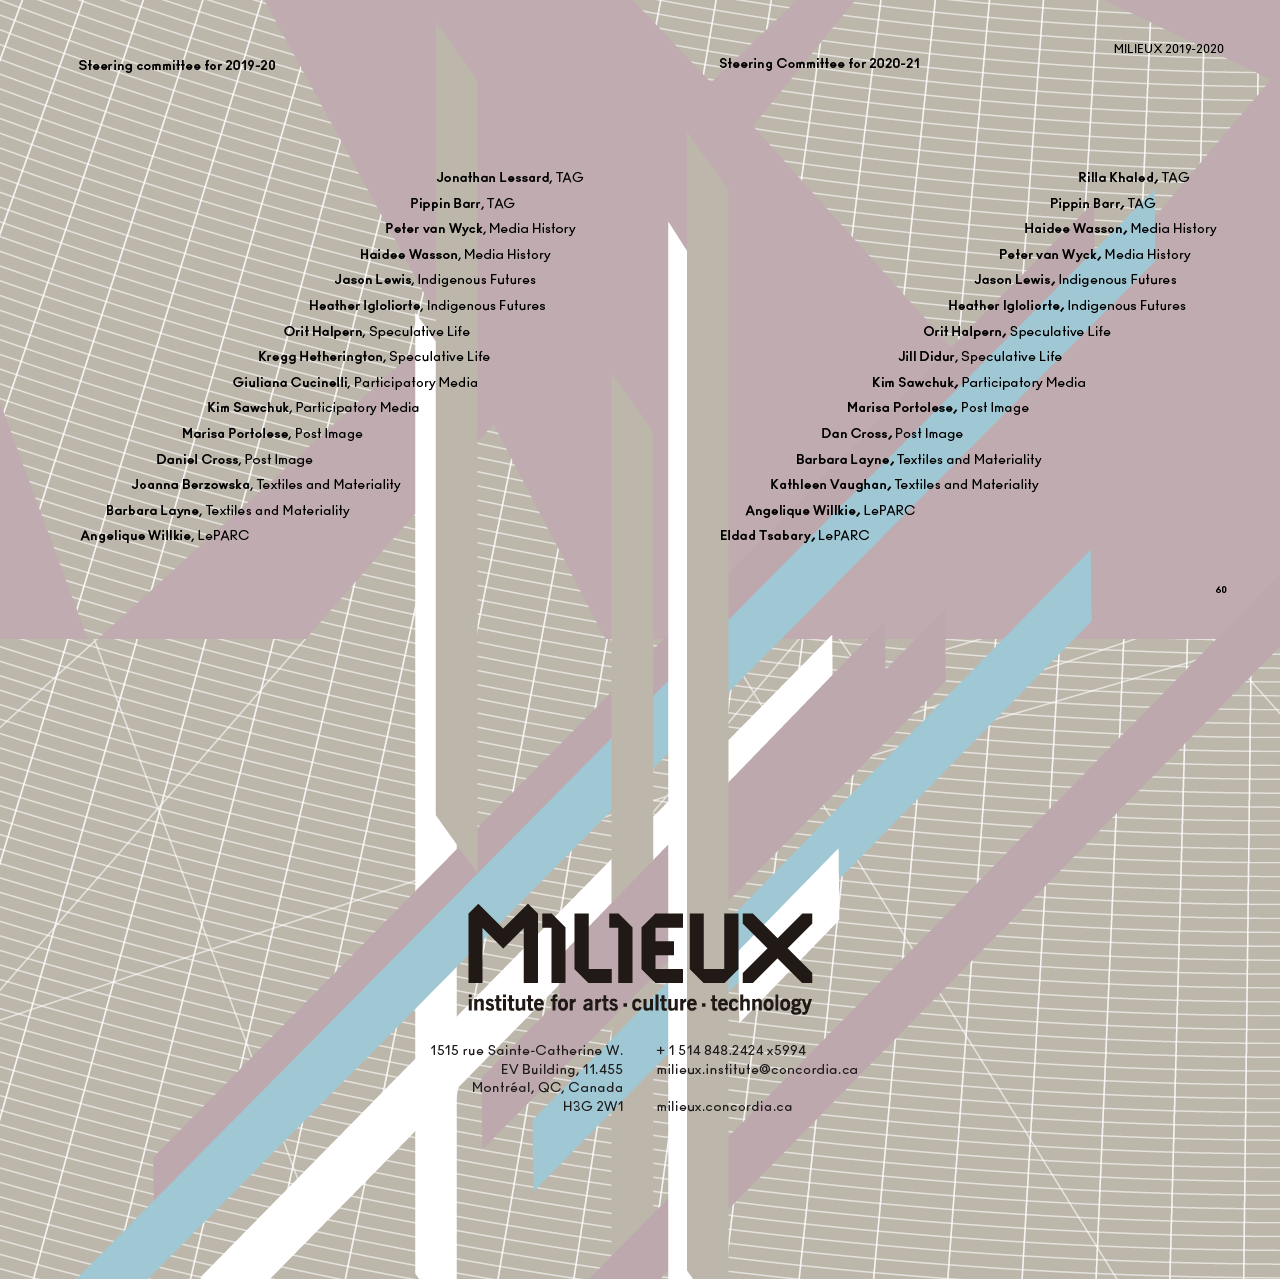 MILIEUX 2019-2020
Steering committee for 2019-20
Jonathan Lessard, TAG
Pippin Barr, TAG
Peter van Wyck, Media History
Haidee Wasson, Media History
Jason Lewis, Indigenous Futures
Heather Igloliorte, Indigenous Futures
Orit Halpern, Speculative Life
Kregg Hetherington, Speculative Life
Giuliana Cucinelli, Participatory Media
Kim Sawchuk, Participatory Media
Marisa Portolese, Post Image
Daniel Cross, Post Image
Joanna Berzowska, Textiles and Materiality
Barbara Layne, Textiles and Materiality
Angelique Willkie, LePARC
Steering Committee for 2020-21
Rilla Khaled, TAG
Pippin Barr, TAG
Haidee Wasson, Media History
Peter van Wyck, Media History
Jason Lewis, Indigenous Futures
Heather Igloliorte, Indigenous Futures
Orit Halpern, Speculative Life
Jill Didur, Speculative Life
Kim Sawchuk, Participatory Media
Marisa Portolese, Post Image
Dan Cross, Post Image
Barbara Layne, Textiles and Materiality
Kathleen Vaughan, Textiles and Materiality
Angelique Willkie, LePARC
Eldad Tsabary, LePARC
60
MILIEUX
institute for arts · culture · technology
1515 rue Sainte-Catherine W.
EV Building, 11.455
Montréal, QC, Canada
H3G 2W1
+ 1 514 848.2424 x5994
milieux.institute@concordia.ca
milieux.concordia.ca